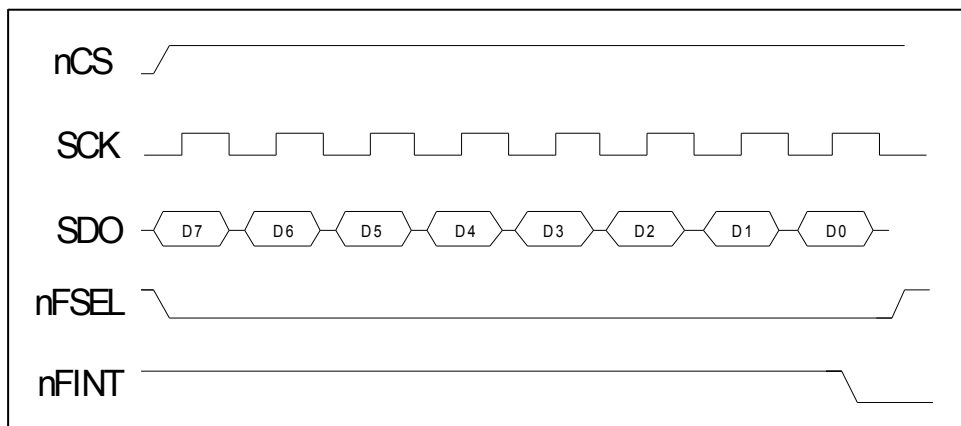 nCS
SCK
SDO D7 D6 D5 D4 D3 D2 D1 D0
nFSEL
nFINT